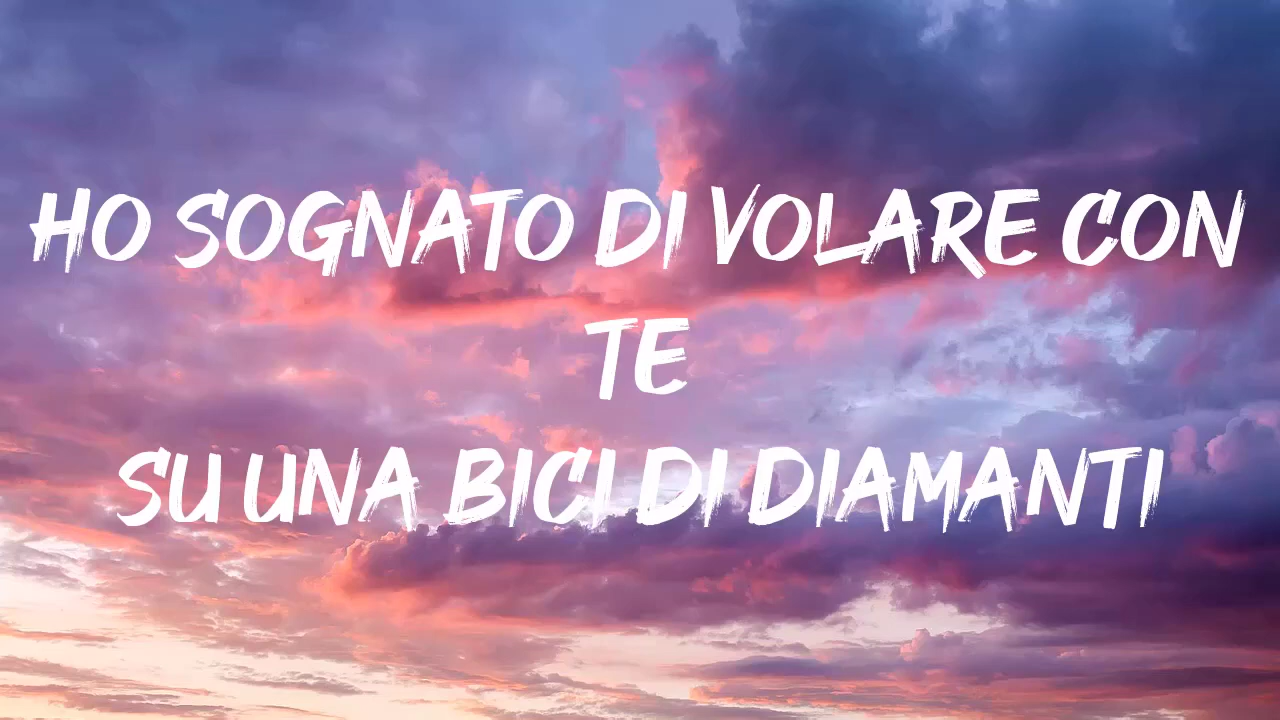 HO SOGNATO DI VOLARE CON
TE
SU UNA BICI DI DIAMANTI